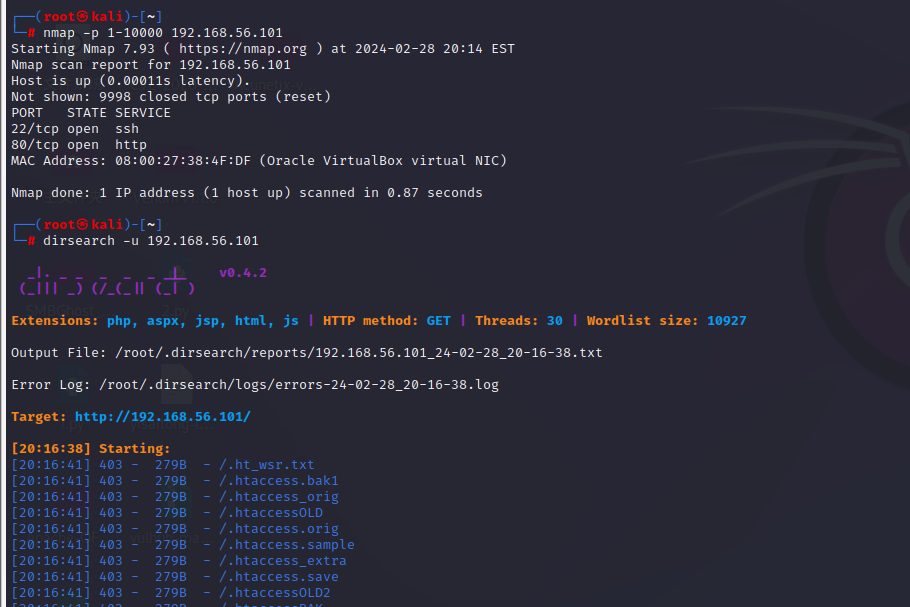 ┌──(root㉿kali)-[~]
└─# nmap -p 1-10000 192.168.56.101
Starting Nmap 7.93 ( https://nmap.org ) at 2024-02-28 20:14 EST
Nmap scan report for 192.168.56.101
Host is up (0.00011s latency).
Not shown: 9998 closed tcp ports (reset)
PORT   STATE SERVICE
22/tcp open  ssh
80/tcp open  http
MAC Address: 08:00:27:38:4F:DF (Oracle VirtualBox virtual NIC)
Nmap done: 1 IP address (1 host up) scanned in 0.87 seconds
┌──(root㉿kali)-[~]
└─# dirsearch -u 192.168.56.101
  _|. _ _  _  _  _ _|_    v0.4.2
 (_||| _) (/_(_|| (_| )
Extensions: php, aspx, jsp, html, js | HTTP method: GET | Threads: 30 | Wordlist size: 10927
Output File: /root/.dirsearch/reports/192.168.56.101_24-02-28_20-16-38.txt
Error Log: /root/.dirsearch/logs/errors-24-02-28_20-16-38.log
Target: http://192.168.56.101/
[20:16:38] Starting:
[20:16:41] 403 -  279B  - /.ht_wsr.txt
[20:16:41] 403 -  279B  - /.htaccess.bak1
[20:16:41] 403 -  279B  - /.htaccess_orig
[20:16:41] 403 -  279B  - /.htaccessOLD
[20:16:41] 403 -  279B  - /.htaccess.orig
[20:16:41] 403 -  279B  - /.htaccess.sample
[20:16:41] 403 -  279B  - /.htaccess_extra
[20:16:41] 403 -  279B  - /.htaccess.save
[20:16:41] 403 -  279B  - /.htaccessOLD2